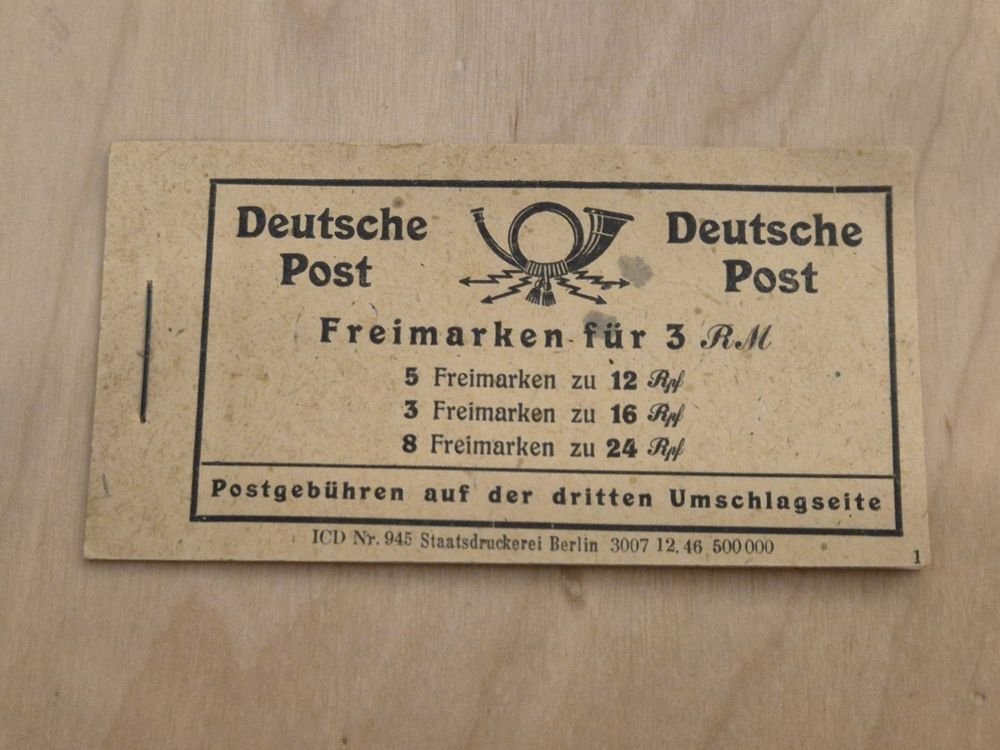 Deutsche Post
Deutsche Post
Freimarken für 3 RM
5 Freimarken zu 12 Rpf
3 Freimarken zu 16 Rpf
8 Freimarken zu 24 Rpf
Postgebühren auf der dritten Umschlagseite
ICD Nr. 945 Staatsdruckerei Berlin 3007 12.46 500000
1